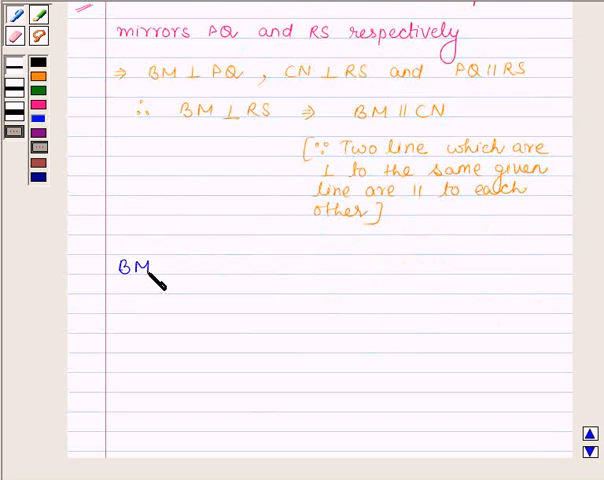 mirrors PQ and RS respectively
⇒ BM ⊥ PQ , CN ⊥ RS and PQ || RS
∴ BM ⊥ RS ⇒ BM || CN
[∵ Two line which are
⊥ to the same given
line are || to each
other]
BM